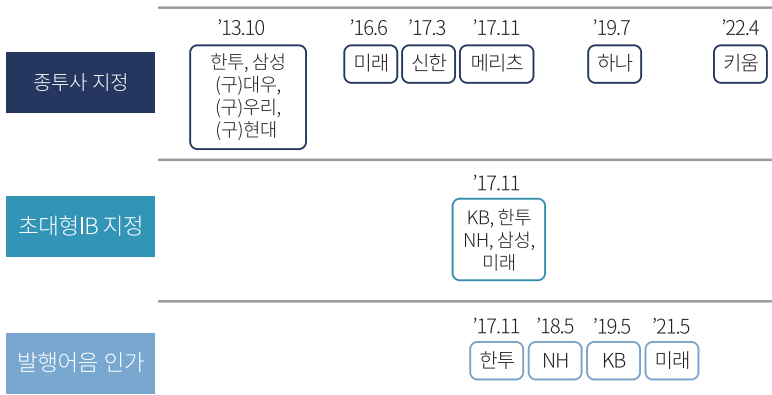 ’13.10 ’16.6 ’17.3 ’17.11 ’19.7 ’22.4
종투사 지정
한투, 삼성
(구)대우,
(구)우리,
(구)현대
미래 신한 메리츠 하나 키움
’17.11
초대형IB 지정
KB, 한투
NH, 삼성,
미래
’17.11 ’18.5 ’19.5 ’21.5
발행어음 인가
한투 NH KB 미래